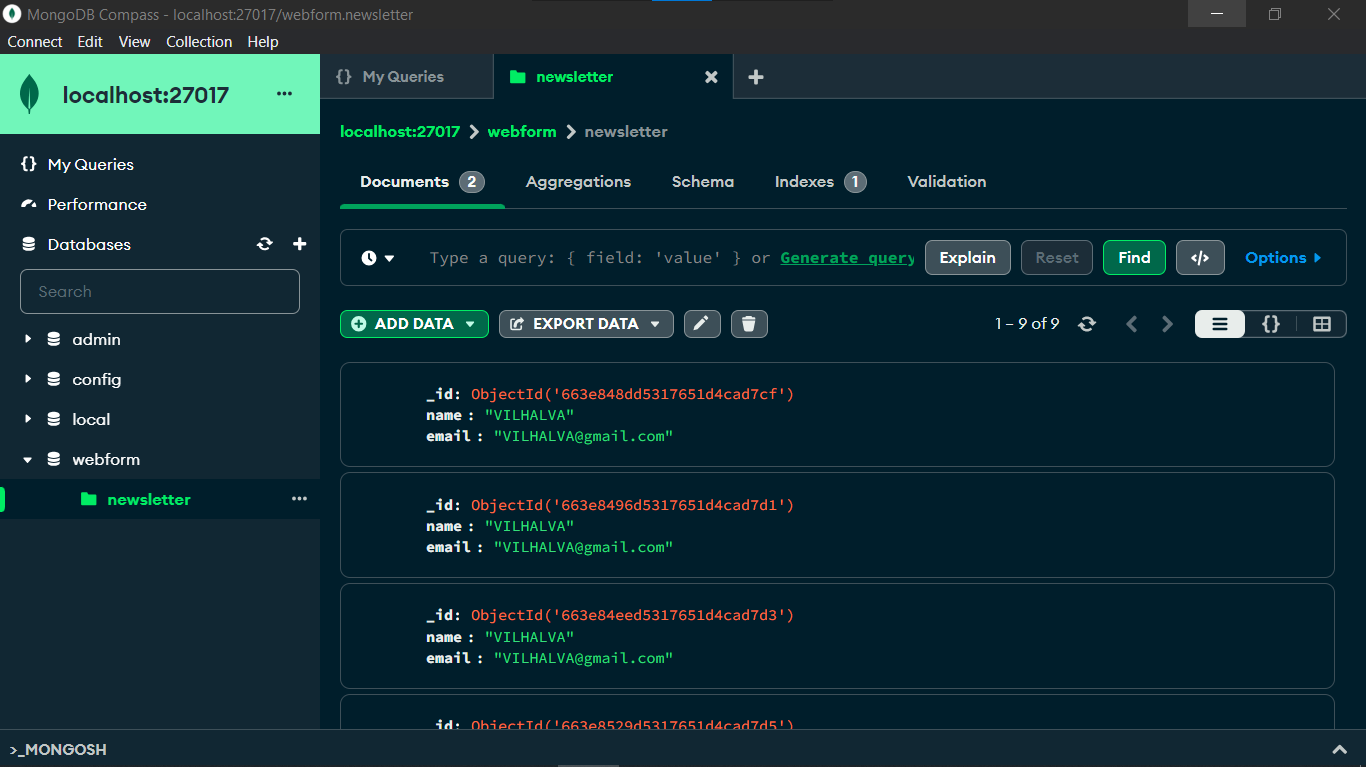 MongoDB Compass - localhost:27017/webform.newsletter
Connect Edit View Collection Help
localhost:27017 ...
{} My Queries
newsletter
localhost:27017 > webform > newsletter
My Queries
Performance
Databases
Search
admin
config
local
webform
newsletter ...
Documents 2 Aggregations Schema Indexes 1 Validation
Type a query: { field: 'value' } or Generate query Explain Reset Find </> Options
ADD DATA EXPORT DATA 1 – 9 of 9 {}
_id: ObjectId('663e848dd5317651d4cad7cf')
name : "VILHALVA"
email : "VILHALVA@gmail.com"
_id: ObjectId('663e8496d5317651d4cad7d1')
name : "VILHALVA"
email : "VILHALVA@gmail.com"
_id: ObjectId('663e84eed5317651d4cad7d3')
name : "VILHALVA"
email : "VILHALVA@gmail.com"
_id: ObjectId('663e8529d5317651d4cad7d5')
>_MONGOSH